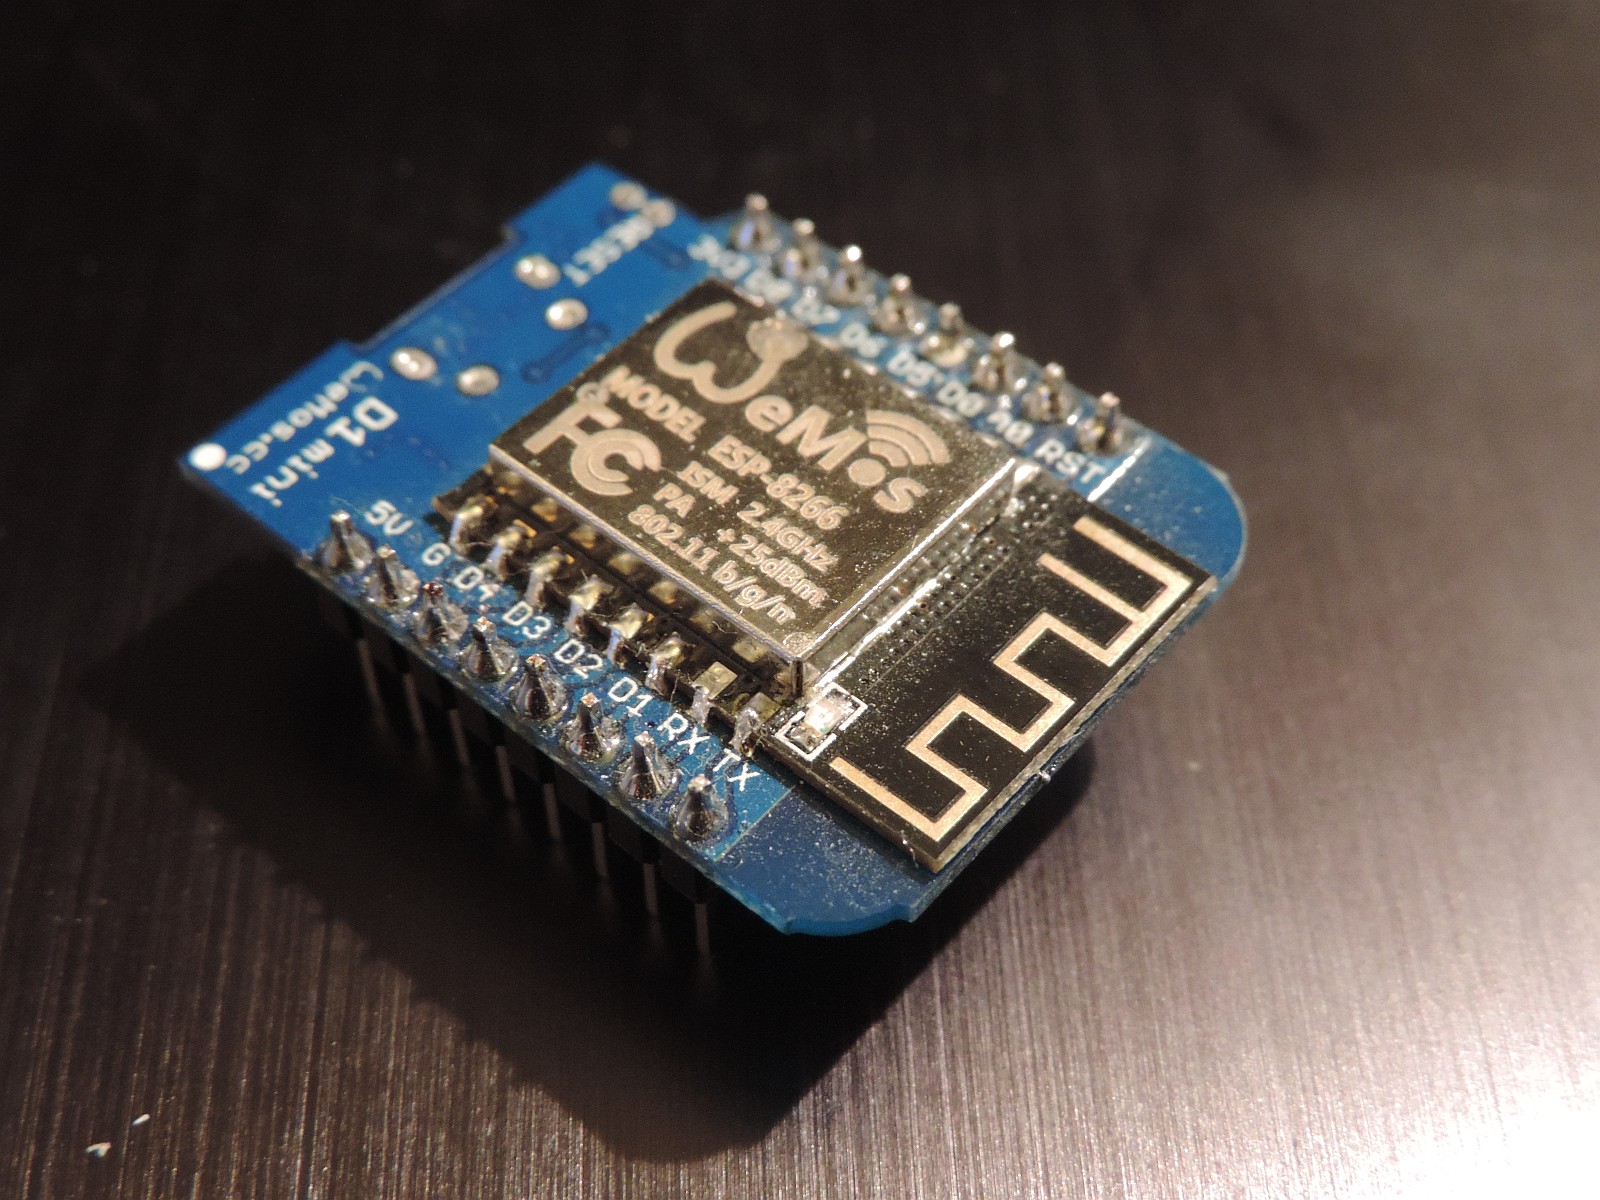 WeMos
MODEL ESP-8266
ISM 2.4GHz
PA +25dBm
802.11 b/g/n
FC
RESET
D1 mini
WeMos.cc
5V
G
D4
D3
D2
D1
RX
TX
3V3
D8
D7
D6
D5
D0
A0
RST